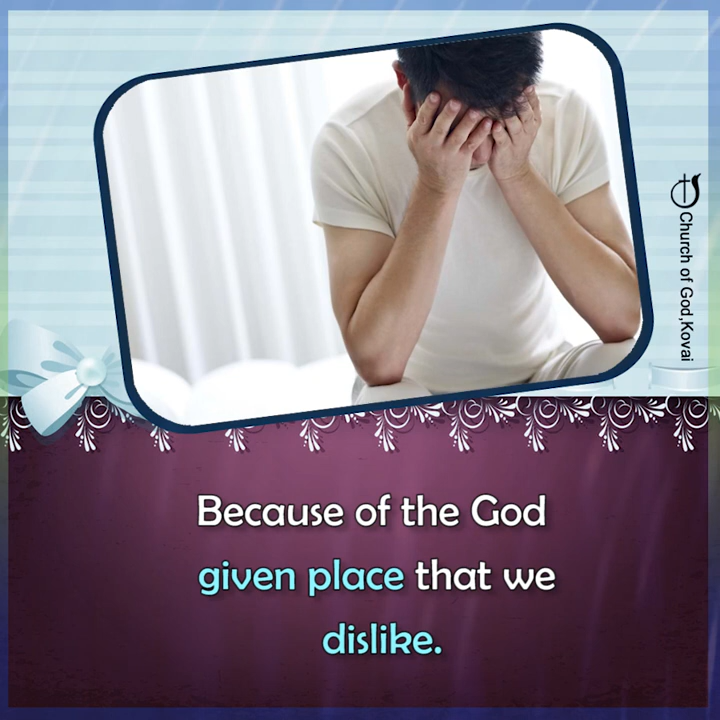 Church of God,Kovai
Because of the God
given place that we
dislike.